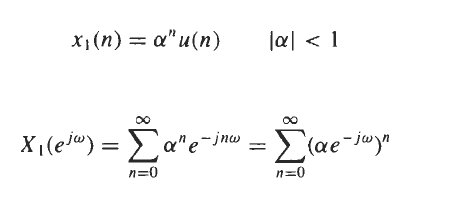 x₁(n) = αⁿu(n)    |α| < 1
X₁(e^{jω}) = ∑_{n=0}^{∞} αⁿe^{-jnω} = ∑_{n=0}^{∞} (αe^{-jω})ⁿ